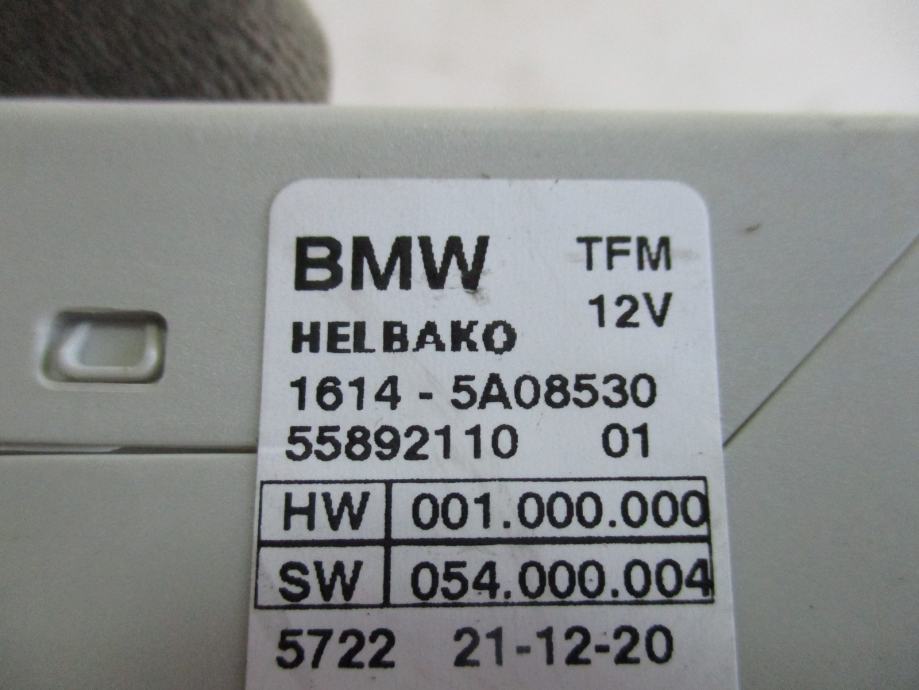 BMW TFM
12V
HELBAKO
1614 - 5A08530
55892110 01
HW 001.000.000
SW 054.000.004
5722 21-12-20